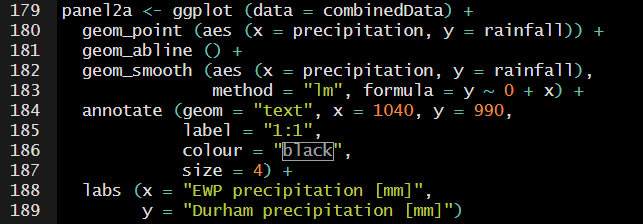 179 panel2a <- ggplot (data = combinedData) +
180   geom_point (aes (x = precipitation, y = rainfall)) +
181   geom_abline () +
182   geom_smooth (aes (x = precipitation, y = rainfall),
183                method = "lm", formula = y ~ 0 + x) +
184   annotate (geom = "text", x = 1040, y = 990,
185             label = "1:1",
186             colour = "black",
187             size = 4) +
188   labs (x = "EWP precipitation [mm]",
189         y = "Durham precipitation [mm]")